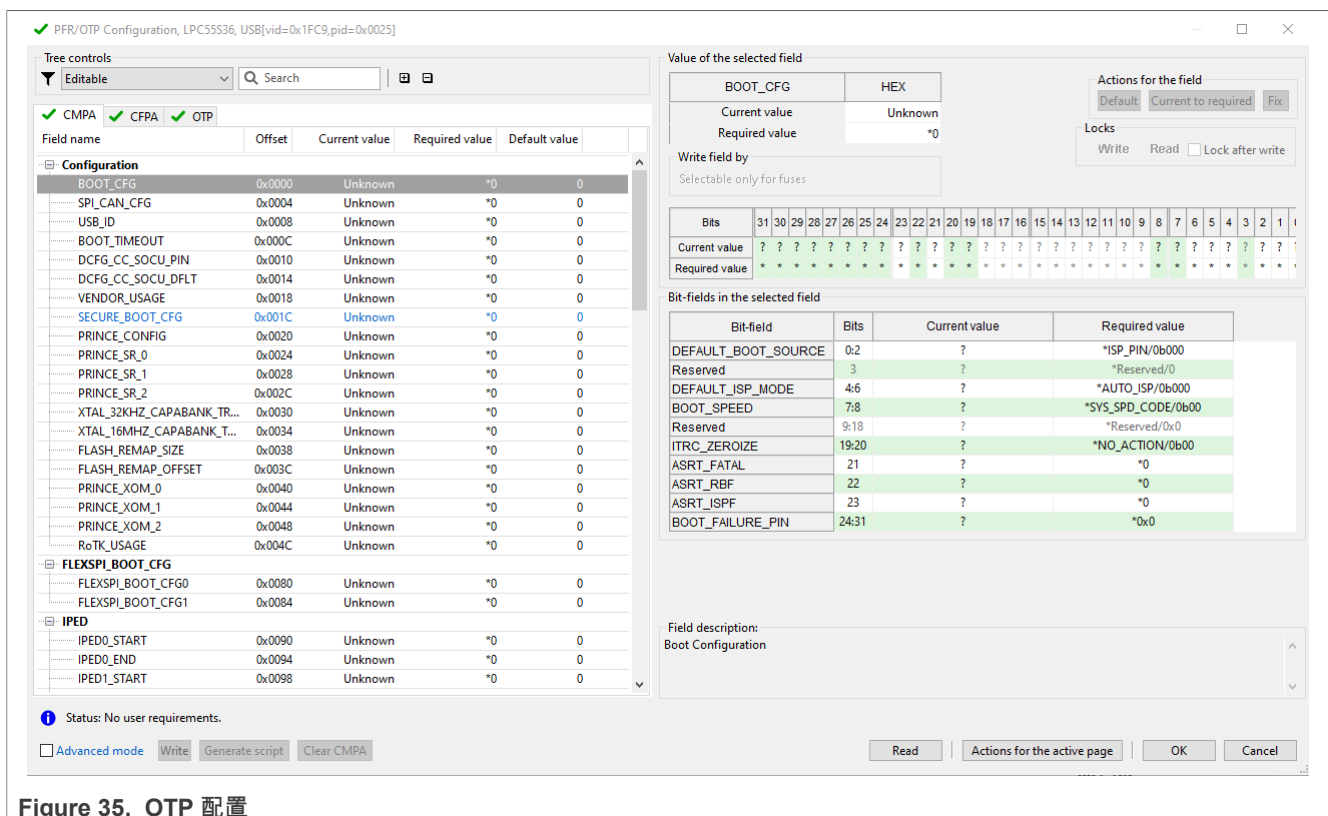 PFR/OTP Configuration, LPC55S36, USB[vid=0x1FC9,pid=0x0025]
Tree controls
Editable
Search
CMPA CFPA OTP
Field name Offset Current value Required value Default value
Configuration
BOOT_CFG 0x0000 Unknown *0 0
SPI_CAN_CFG 0x0004 Unknown *0 0
USB_ID 0x0008 Unknown *0 0
BOOT_TIMEOUT 0x000C Unknown *0 0
DCFG_CC_SOCU_PIN 0x0010 Unknown *0 0
DCFG_CC_SOCU_DFLT 0x0014 Unknown *0 0
VENDOR_USAGE 0x0018 Unknown *0 0
SECURE_BOOT_CFG 0x001C Unknown *0 0
PRINCE_CONFIG 0x0020 Unknown *0 0
PRINCE_SR_0 0x0024 Unknown *0 0
PRINCE_SR_1 0x0028 Unknown *0 0
PRINCE_SR_2 0x002C Unknown *0 0
XTAL_32KHZ_CAPABANK_TR... 0x0030 Unknown *0 0
XTAL_16MHZ_CAPABANK_T... 0x0034 Unknown *0 0
FLASH_REMAP_SIZE 0x0038 Unknown *0 0
FLASH_REMAP_OFFSET 0x003C Unknown *0 0
PRINCE_XOM_0 0x0040 Unknown *0 0
PRINCE_XOM_1 0x0044 Unknown *0 0
PRINCE_XOM_2 0x0048 Unknown *0 0
RoTK_USAGE 0x004C Unknown *0 0
FLEXSPI_BOOT_CFG
FLEXSPI_BOOT_CFG0 0x0080 Unknown *0 0
FLEXSPI_BOOT_CFG1 0x0084 Unknown *0 0
IPED
IPED0_START 0x0090 Unknown *0 0
IPED0_END 0x0094 Unknown *0 0
IPED1_START 0x0098 Unknown *0 0
Value of the selected field
BOOT_CFG HEX
Current value Unknown
Required value *0
Actions for the field
Default Current to required Fix
Locks
Write Read Lock after write
Write field by
Selectable only for fuses
Bits 31 30 29 28 27 26 25 24 23 22 21 20 19 18 17 16 15 14 13 12 11 10 9 8 7 6 5 4 3 2 1
Current value ? ? ? ? ? ? ? ? ? ? ? ? ? ? ? ? ? ? ? ? ? ? ? ? ? ? ? ? ? ? ?
Required value * * * * * * * * * * * * * * * * * * * * * * * * * * * * * * *
Bit-fields in the selected field
Bit-field Bits Current value Required value
DEFAULT_BOOT_SOURCE 0:2 ? *ISP_PIN/0b000
Reserved 3 ? *Reserved/0
DEFAULT_ISP_MODE 4:6 ? *AUTO_ISP/0b000
BOOT_SPEED 7:8 ? *SYS_SPD_CODE/0b00
Reserved 9:18 ? *Reserved/0x0
ITRC_ZEROIZE 19:20 ? *NO_ACTION/0b00
ASRT_FATAL 21 ? *0
ASRT_RBF 22 ? *0
ASRT_ISPF 23 ? *0
BOOT_FAILURE_PIN 24:31 ? *0x0
Field description:
Boot Configuration
Status: No user requirements.
Advanced mode Write Generate script Clear CMPA Read Actions for the active page OK Cancel
Figure 35. OTP 配置